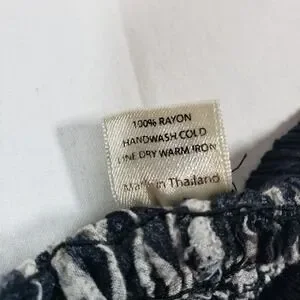 100% RAYON
HANDWASH COLD
LINE DRY WARM IRON
Made in Thailand